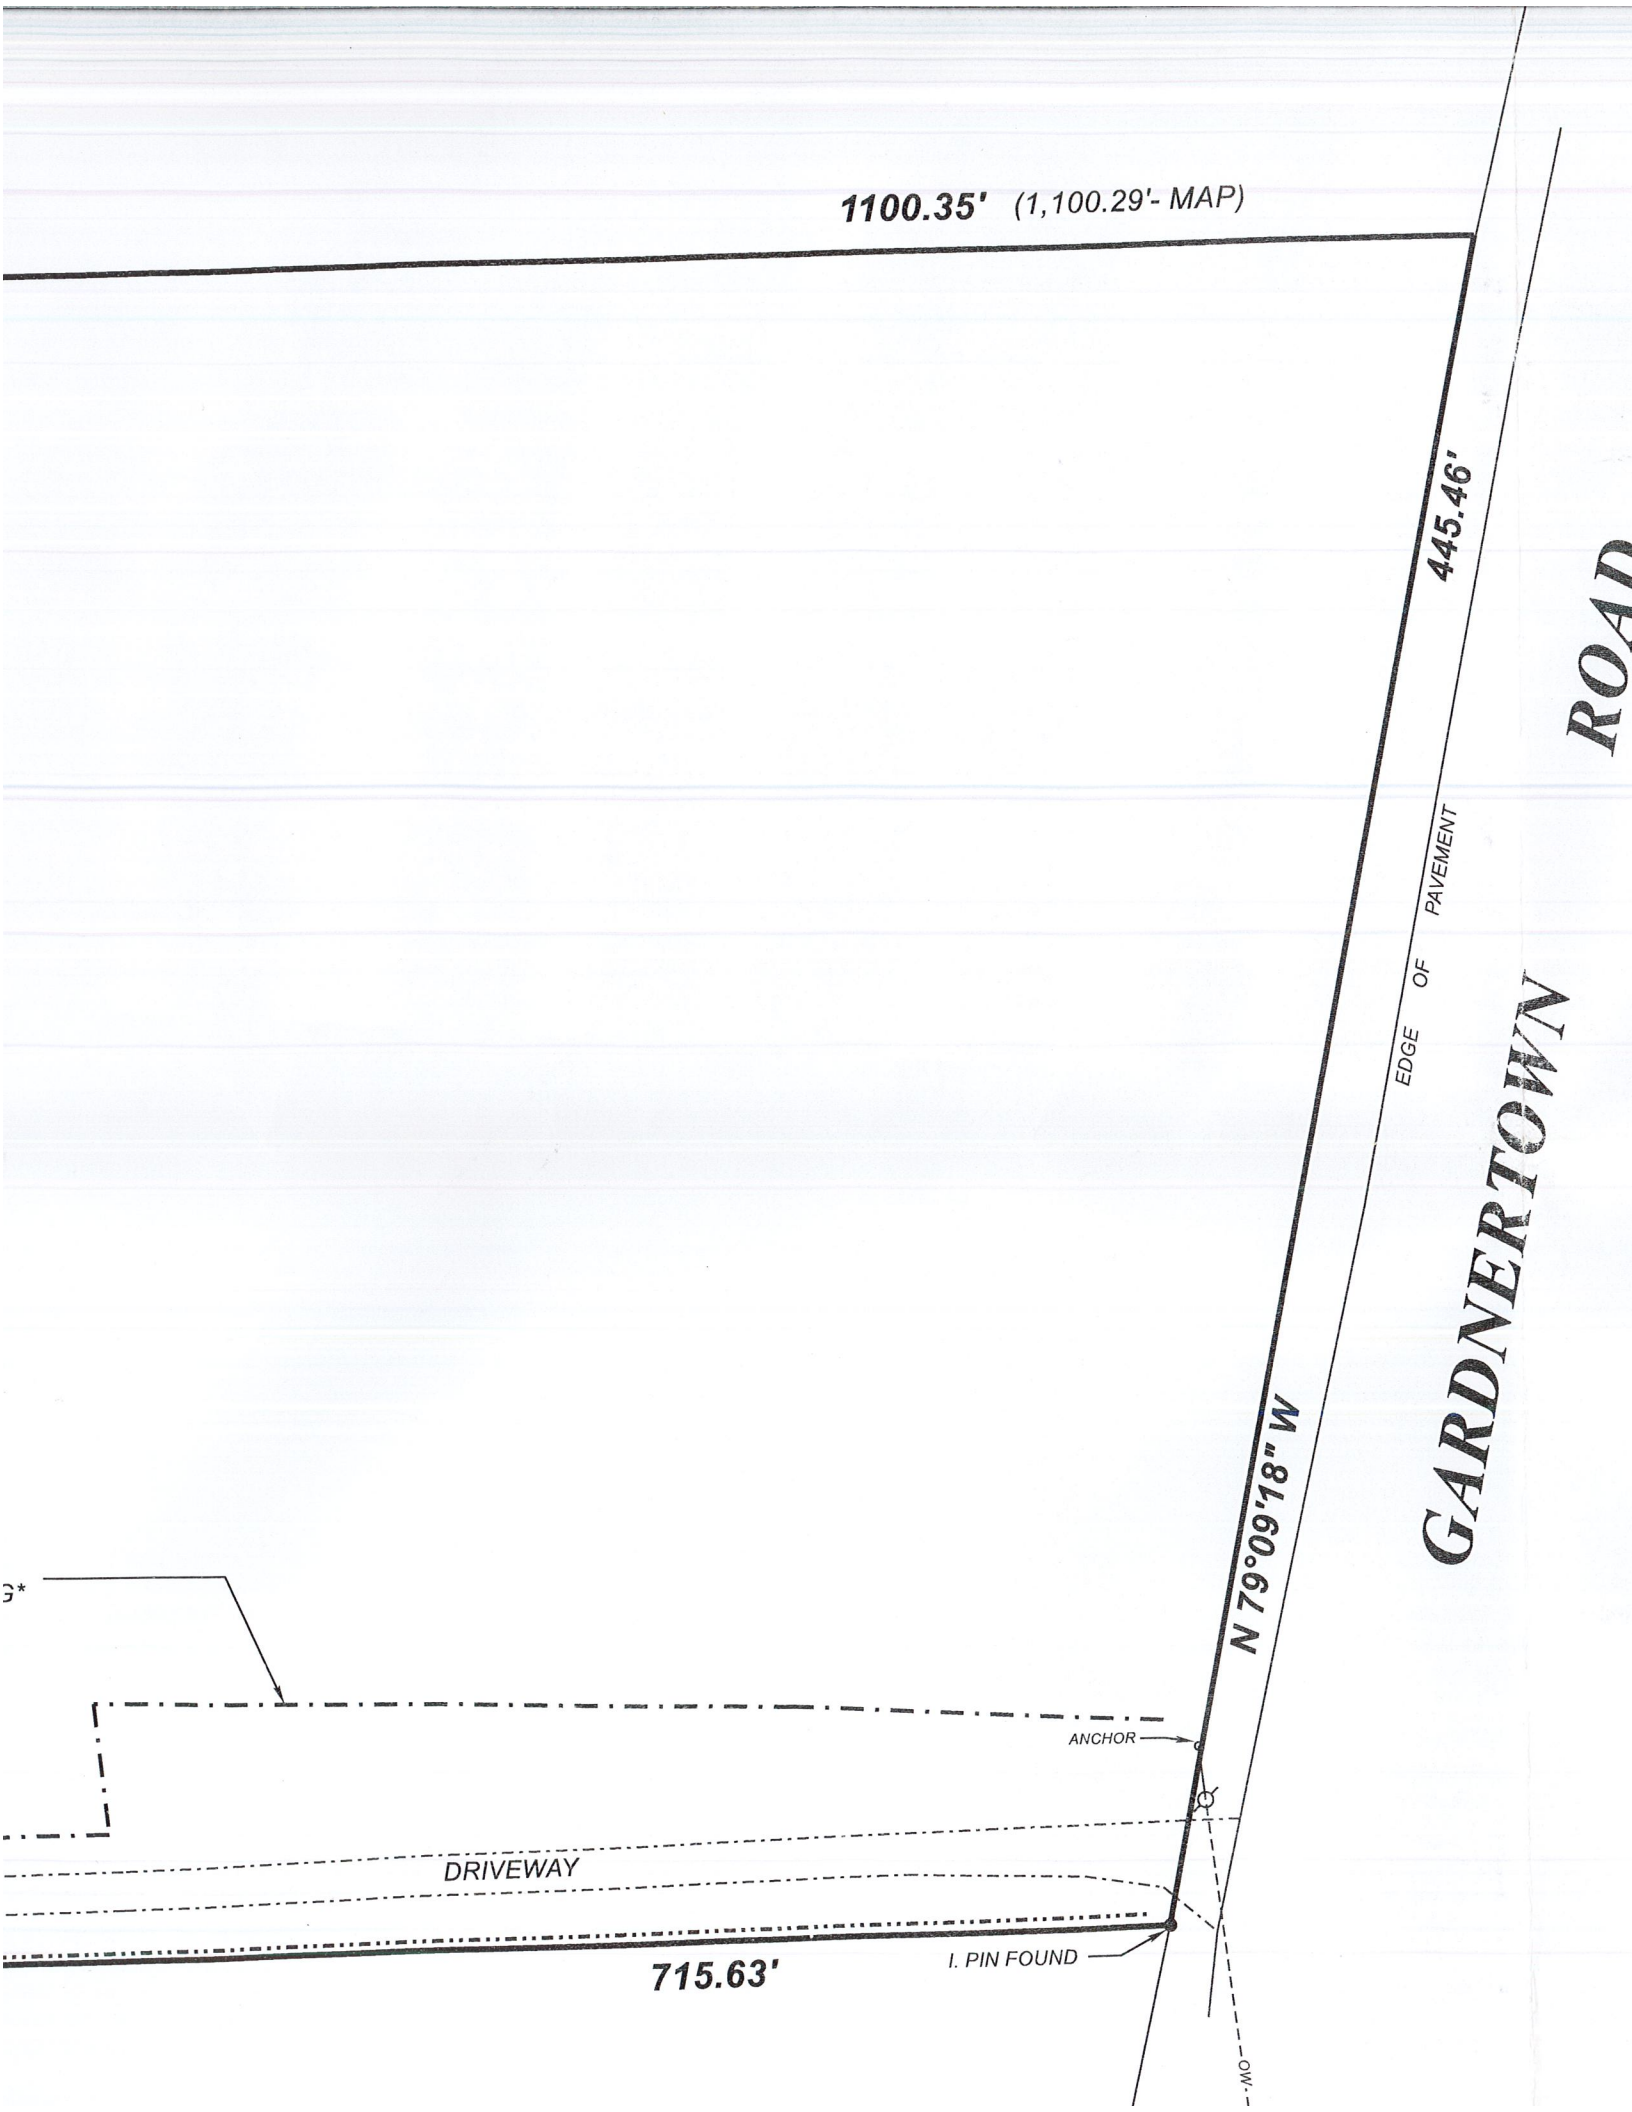 1100.35' (1,100.29'- MAP)
445.46'
ROAD
EDGE OF PAVEMENT
GARDNERTOWN
N 79°09'18" W
G*
ANCHOR
DRIVEWAY
I. PIN FOUND
715.63'
OW